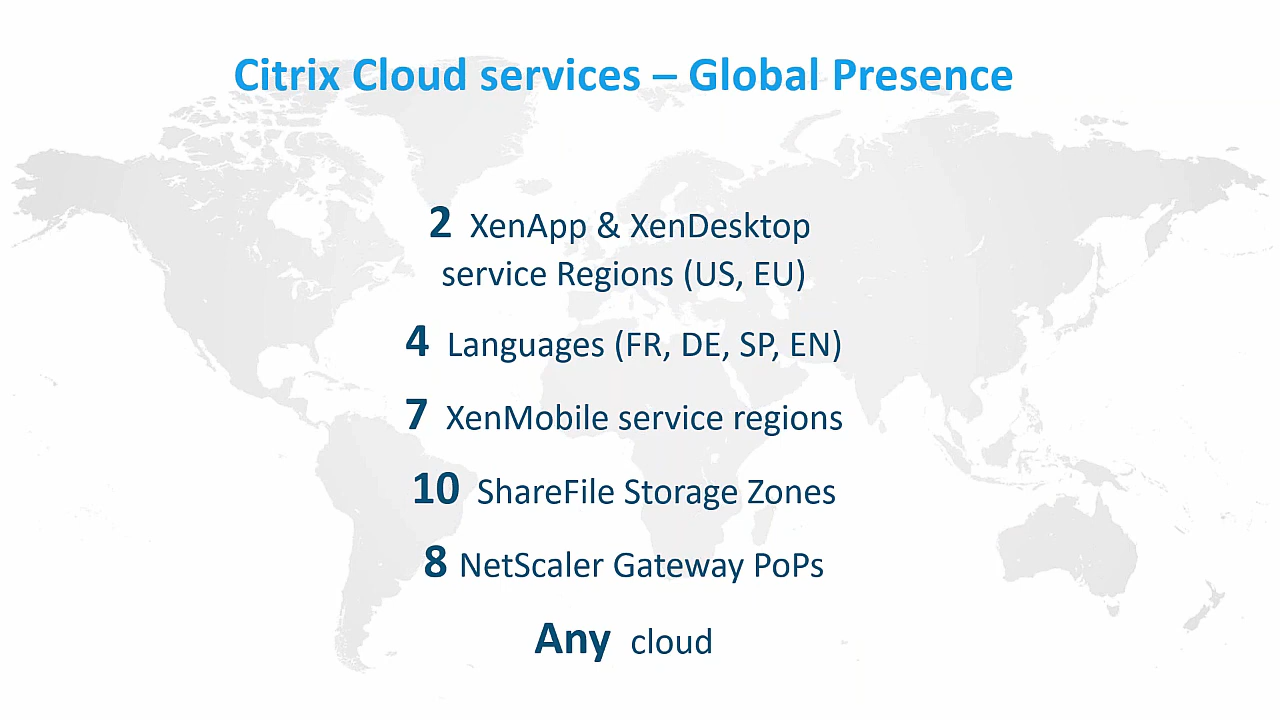 Citrix Cloud services – Global Presence
2 XenApp & XenDesktop
service Regions (US, EU)
4 Languages (FR, DE, SP, EN)
7 XenMobile service regions
10 ShareFile Storage Zones
8 NetScaler Gateway PoPs
Any cloud